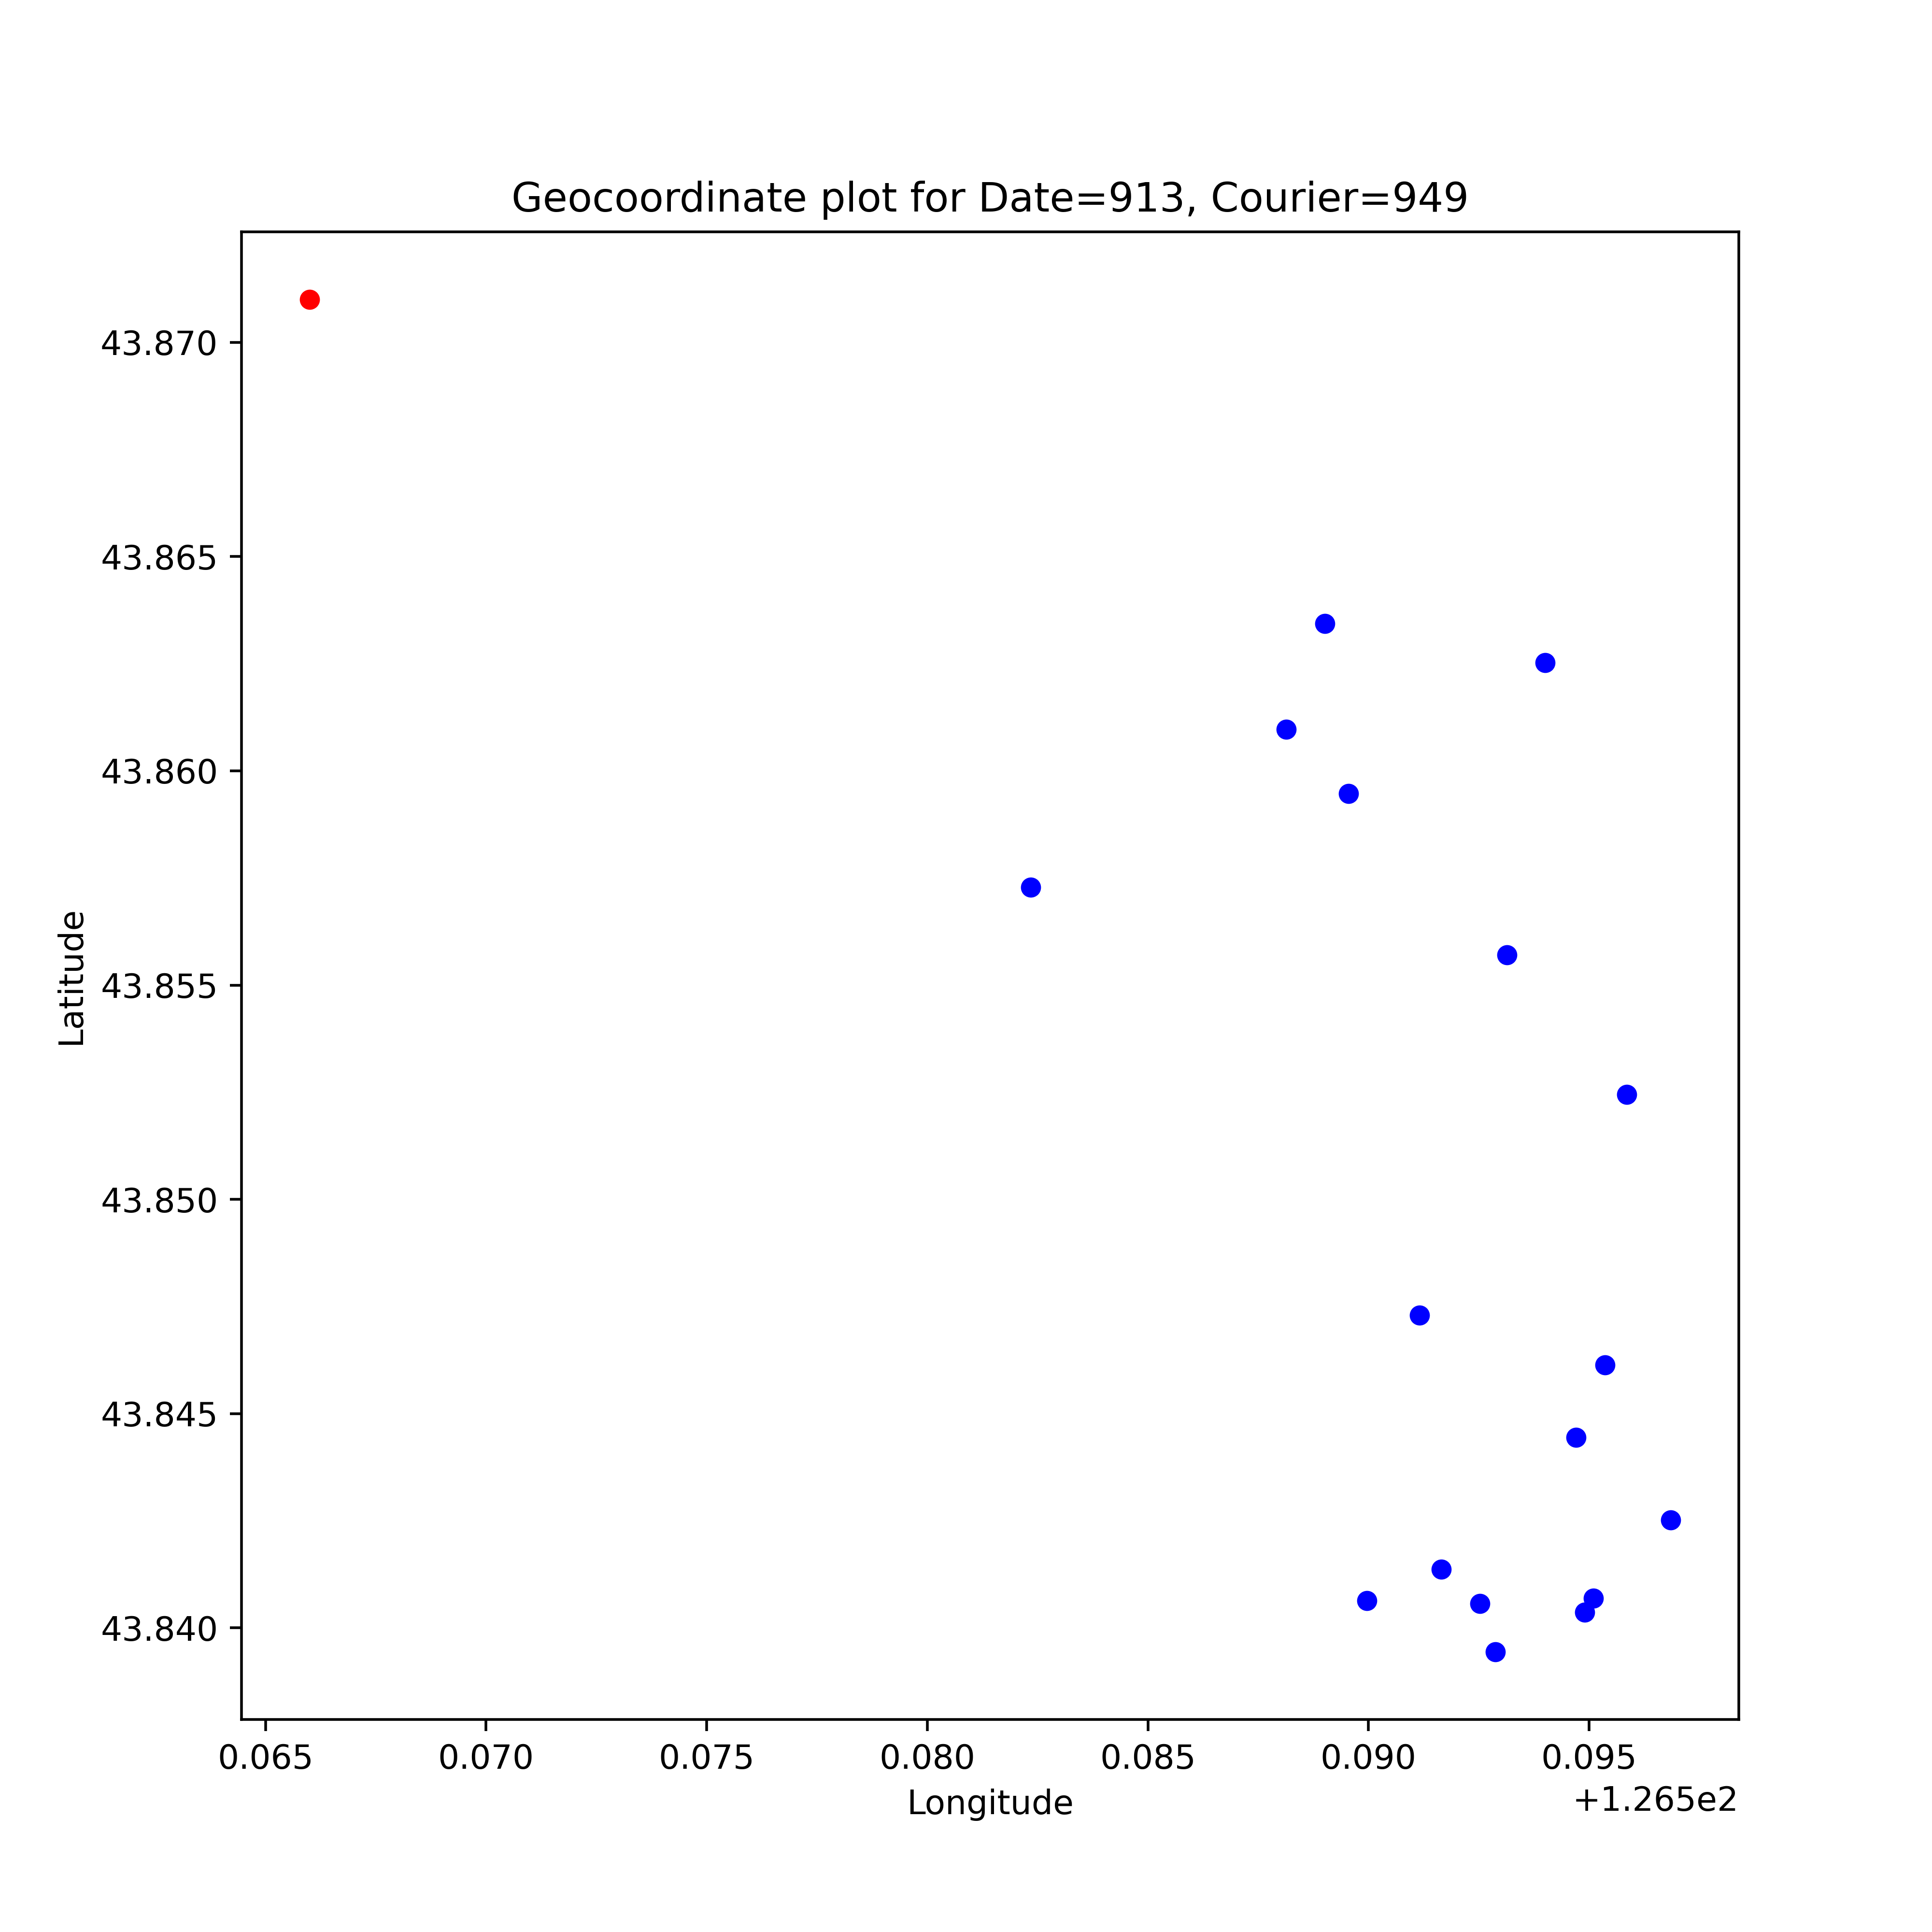 Geocoordinate plot for Date=913, Courier=949
43.870
43.865
43.860
43.855
43.850
43.845
43.840
Latitude
0.065 0.070 0.075 0.080 0.085 0.090 0.095
Longitude
+1.265e2